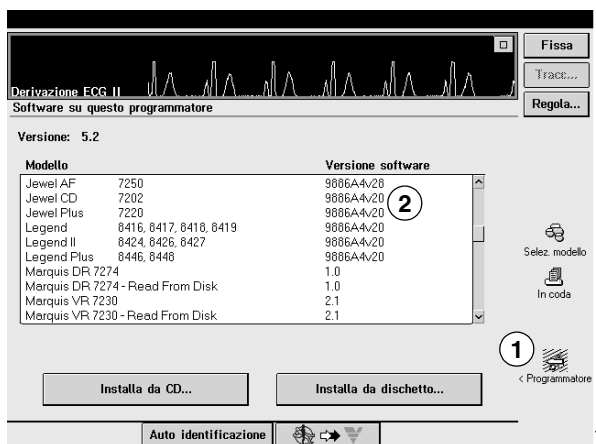 Fissa
Tracc...
Regola...
Derivazione ECG II
Software su questo programmatore
Versione: 5.2
Modello Versione software
Jewel AF 7250 9886A4v28
Jewel CD 7202 9886A4v20
Jewel Plus 7220 9886A4v20
Legend 8416, 8417, 8418, 8419 9886A4v20
Legend II 8424, 8426, 8427 9886A4v20
Legend Plus 8446, 8448 9886A4v20
Marquis DR 7274 1.0
Marquis DR 7274 - Read From Disk 1.0
Marquis VR 7230 2.1
Marquis VR 7230 - Read From Disk 2.1
2
Selez. modello
In coda
1
< Programmatore
Installa da CD... Installa da dischetto...
Auto identificazione